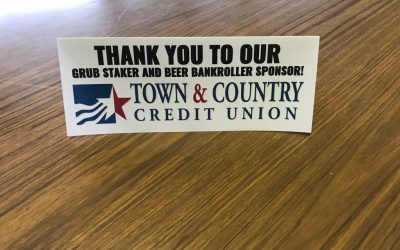 THANK YOU TO OUR
GRUB STAKER AND BEER BANKROLLER SPONSOR!
TOWN & COUNTRY
CREDIT UNION